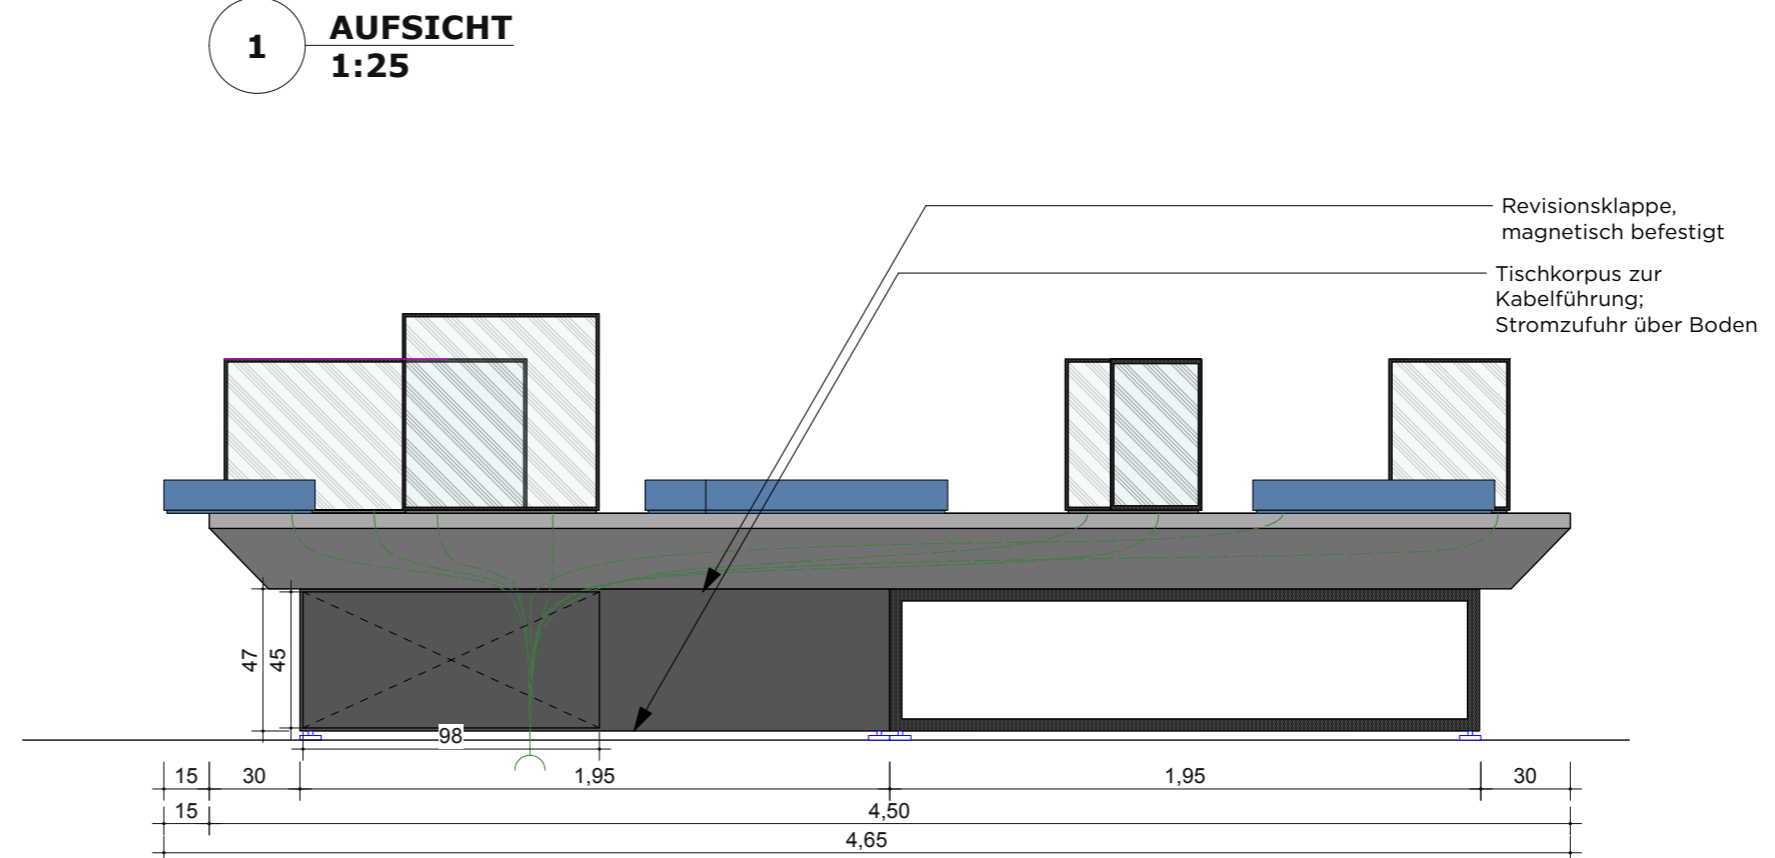 1
AUFSICHT
1:25
Revisionsklappe,
magnetisch befestigt
Tischkorpus zur
Kabelführung;
Stromzufuhr über Boden
47
45
98
15
30
1,95
1,95
30
15
4,50
4,65